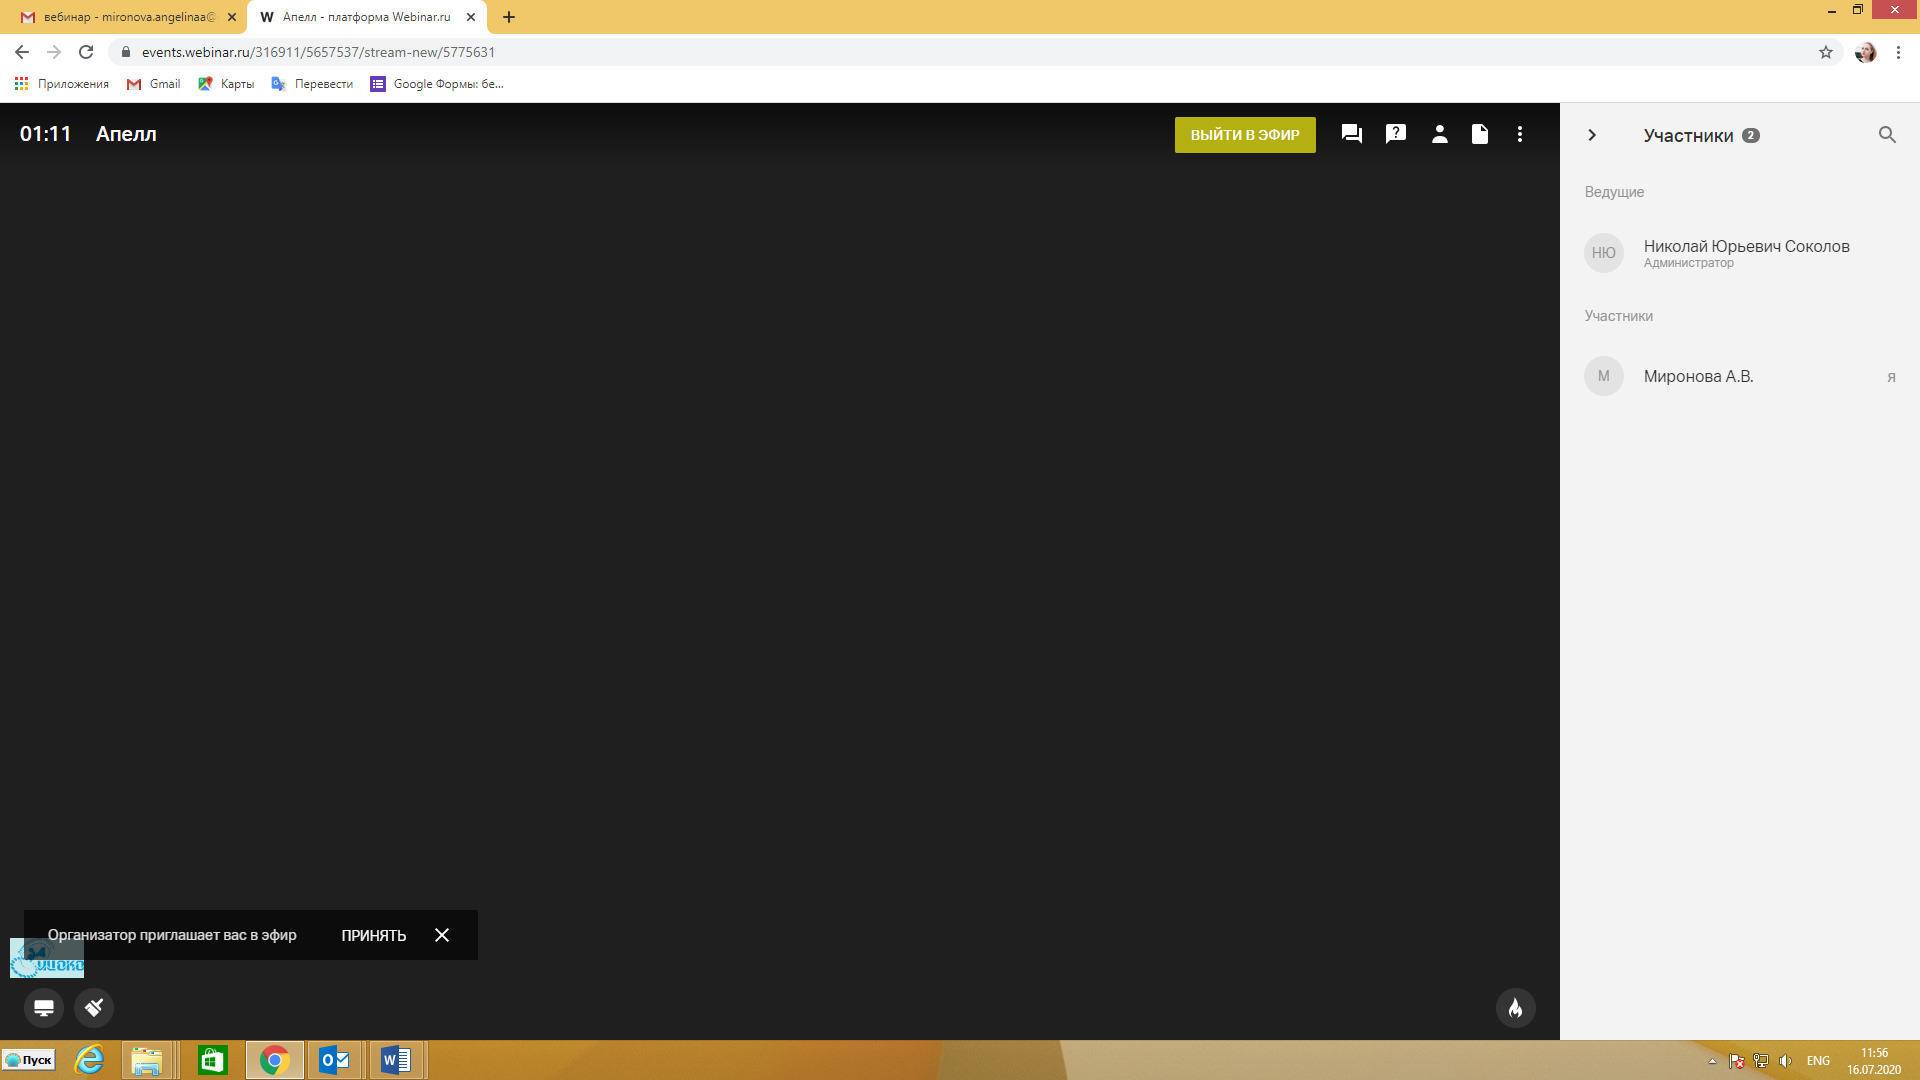 вебинар - mironova.angelinaa@
Апелл - платформа Webinar.ru
events.webinar.ru/316911/5657537/stream-new/5775631
Приложения
Gmail
Карты
Перевести
Google Формы: бе...
01:11 Апелл
ВЫЙТИ В ЭФИР
Участники 2
Ведущие
НЮ
Николай Юрьевич Соколов
Администратор
Участники
М
Миронова А.В.
Я
Организатор приглашает вас в эфир
ПРИНЯТЬ
Пуск
ENG
11:56
16.07.2020